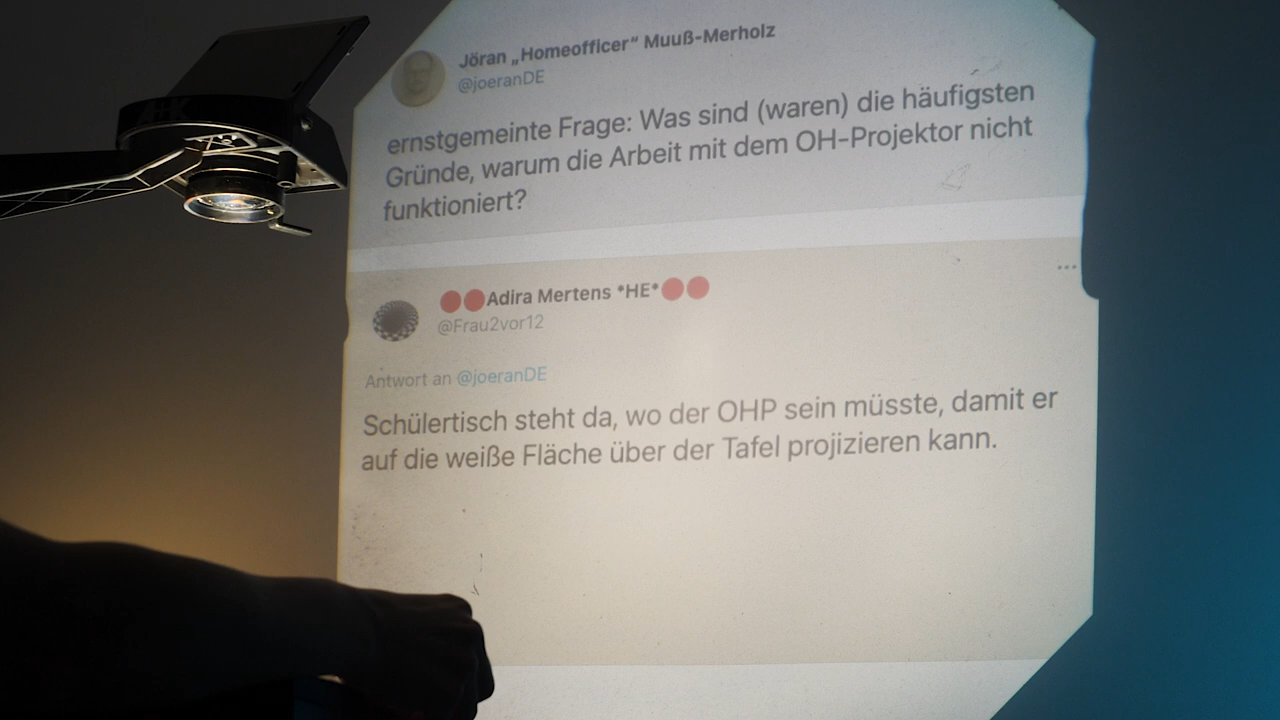 Jöran „Homeofficer“ Muuß-Merholz
@joeranDE
ernstgemeinte Frage: Was sind (waren) die häufigsten
Gründe, warum die Arbeit mit dem OH-Projektor nicht
funktioniert?
Adira Mertens *HE*
@Frau2vor12
Antwort an @joeranDE
Schülertisch steht da, wo der OHP sein müsste, damit er
auf die weiße Fläche über der Tafel projizieren kann.